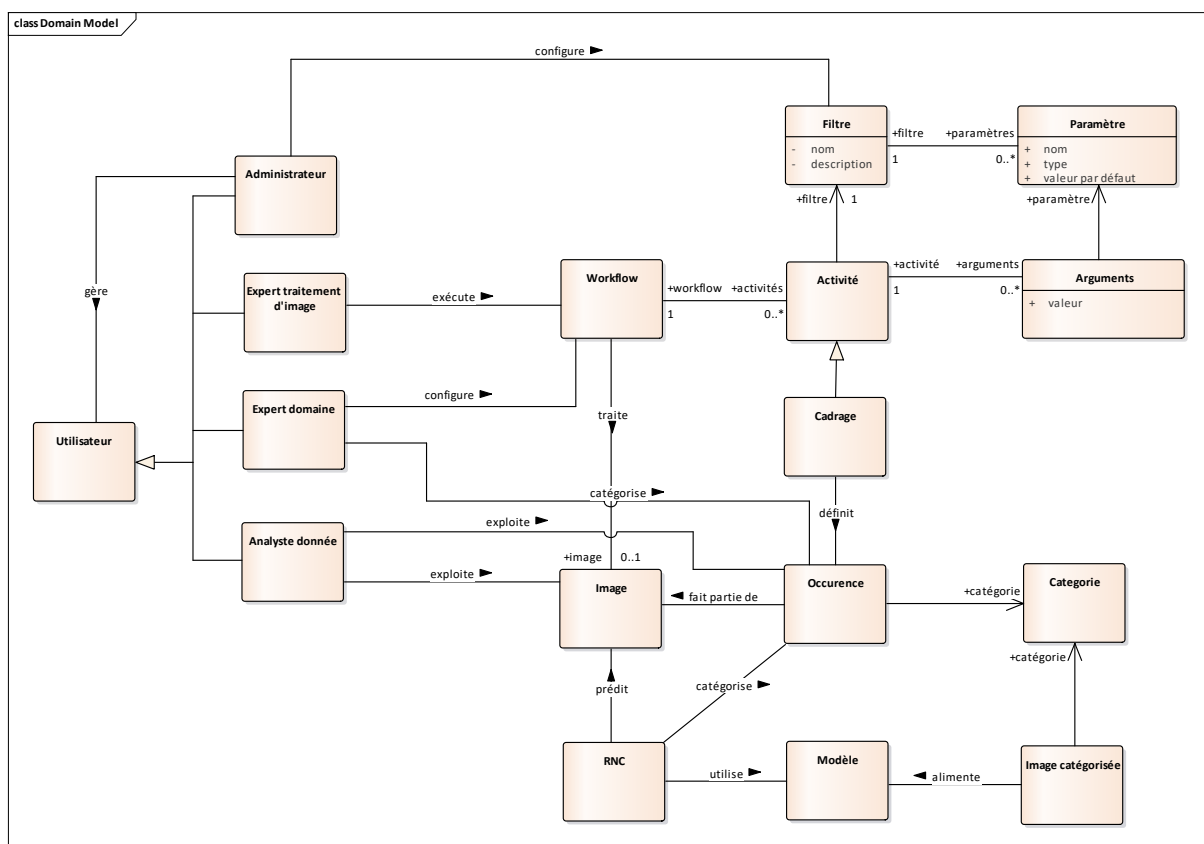 class Domain Model
configure
Filtre
- nom
- description
+filtre
1
+paramètres
0..*
Paramètre
+ nom
+ type
+ valeur par défaut
Administrateur
+filtre
1
+paramètre
gère
Expert traitement
d'image
exécute
Workflow
+workflow
1
+activités
0..*
Activité
+activité
1
+arguments
0..*
Arguments
+ valeur
Expert domaine
configure
traite
Cadrage
Utilisateur
catégorise
définit
Analyste donnée
exploite
exploite
+image
0..1
Image
fait partie de
Occurence
+catégorie
Categorie
+catégorie
prédit
catégorise
RNC
utilise
Modèle
alimente
Image catégorisée